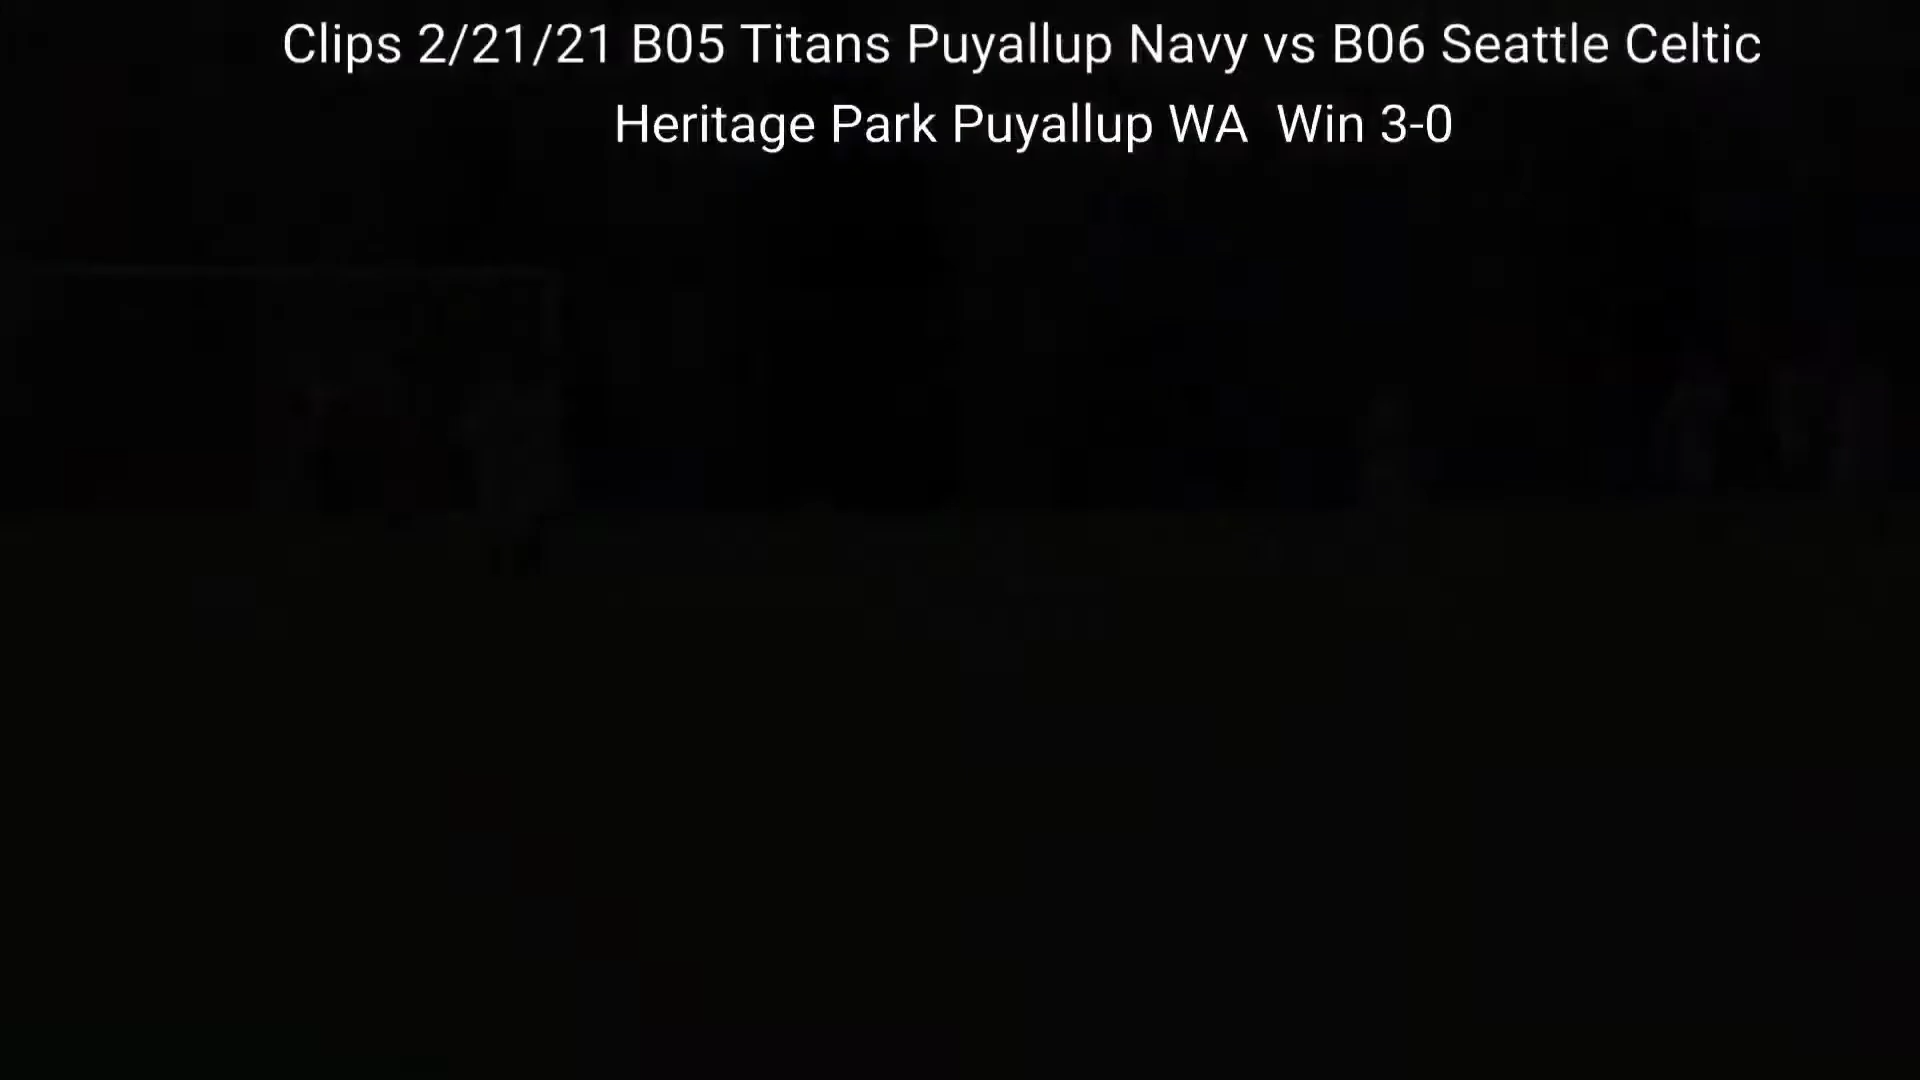 Clips 2/21/21 B05 Titans Puyallup Navy vs B06 Seattle Celtic
Heritage Park Puyallup WA  Win 3-0